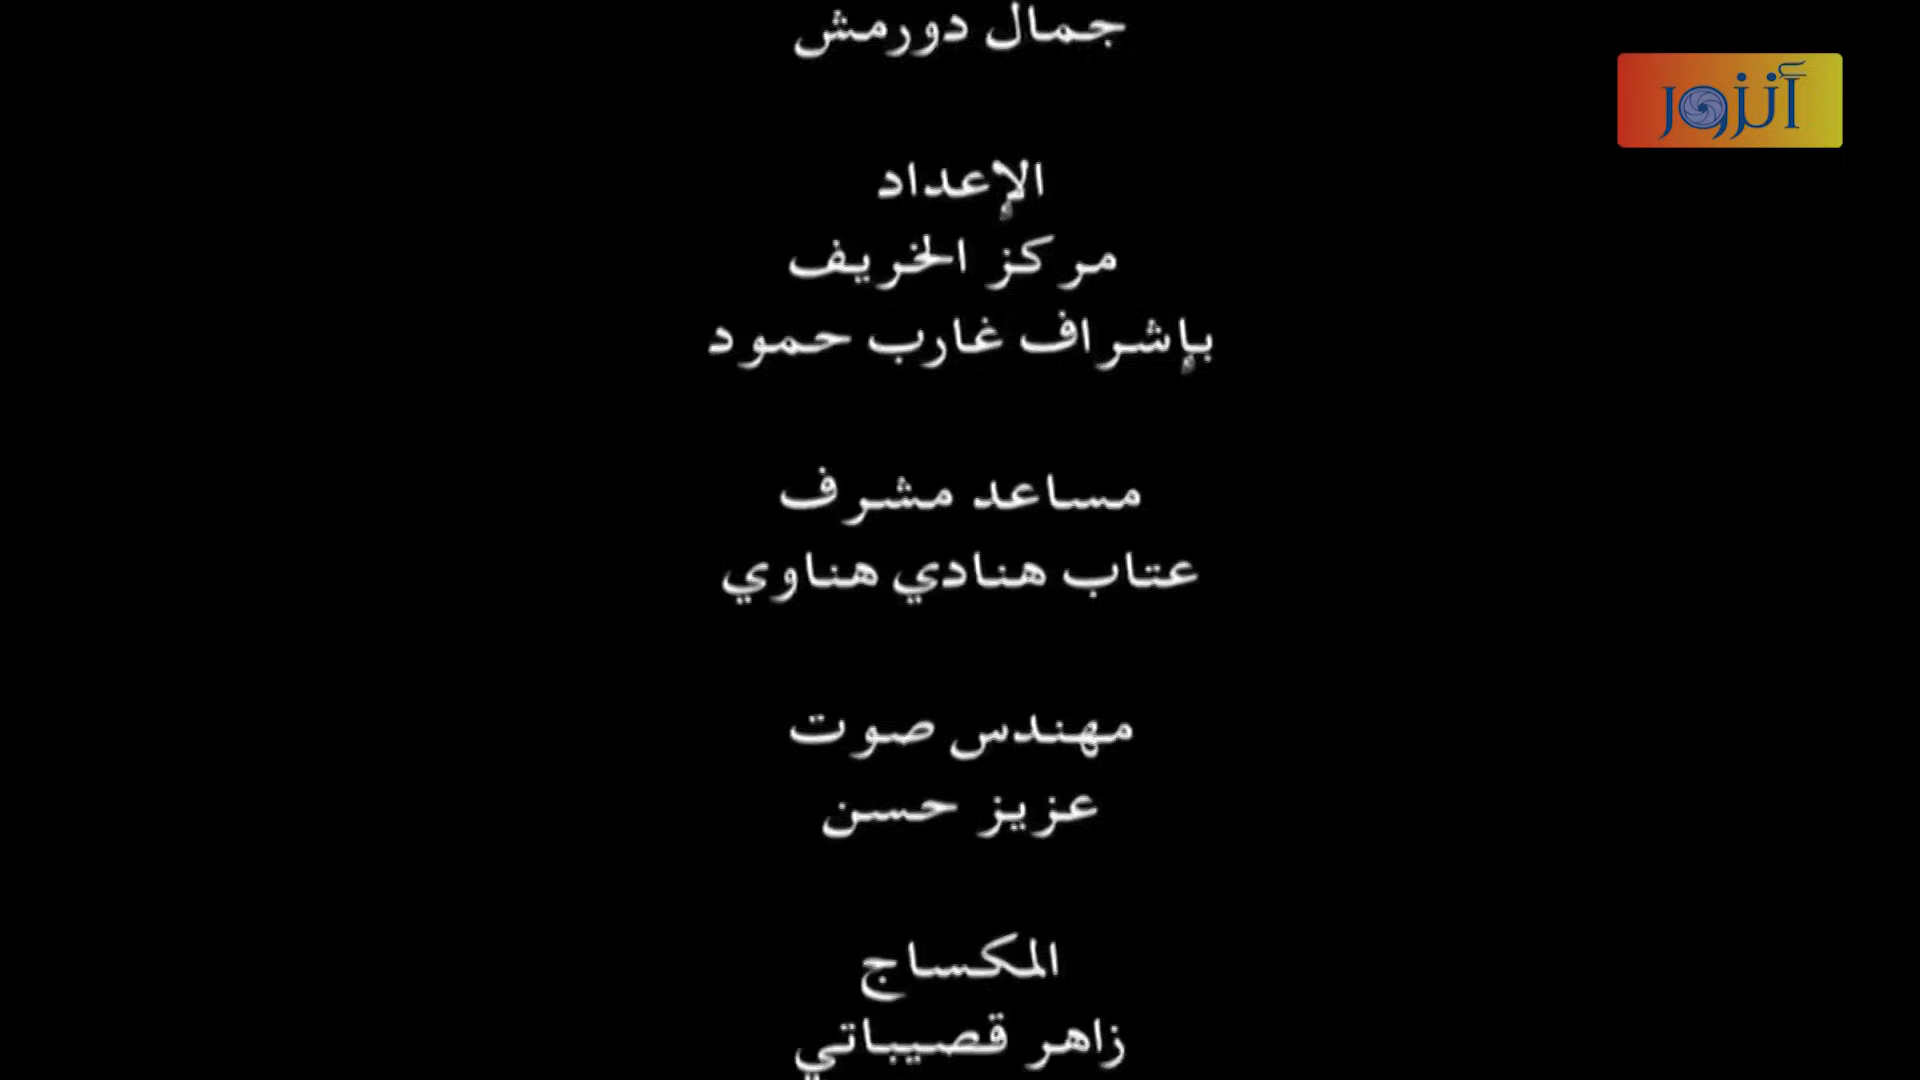 جمال دورمش
أنزور
الإعداد
مركز الخريف
بإشراف غارب حمود
مساعد مشرف
عتاب هنادي هناوي
مهندس صوت
عزيز حسن
المكساج
زاهر قصيباتي